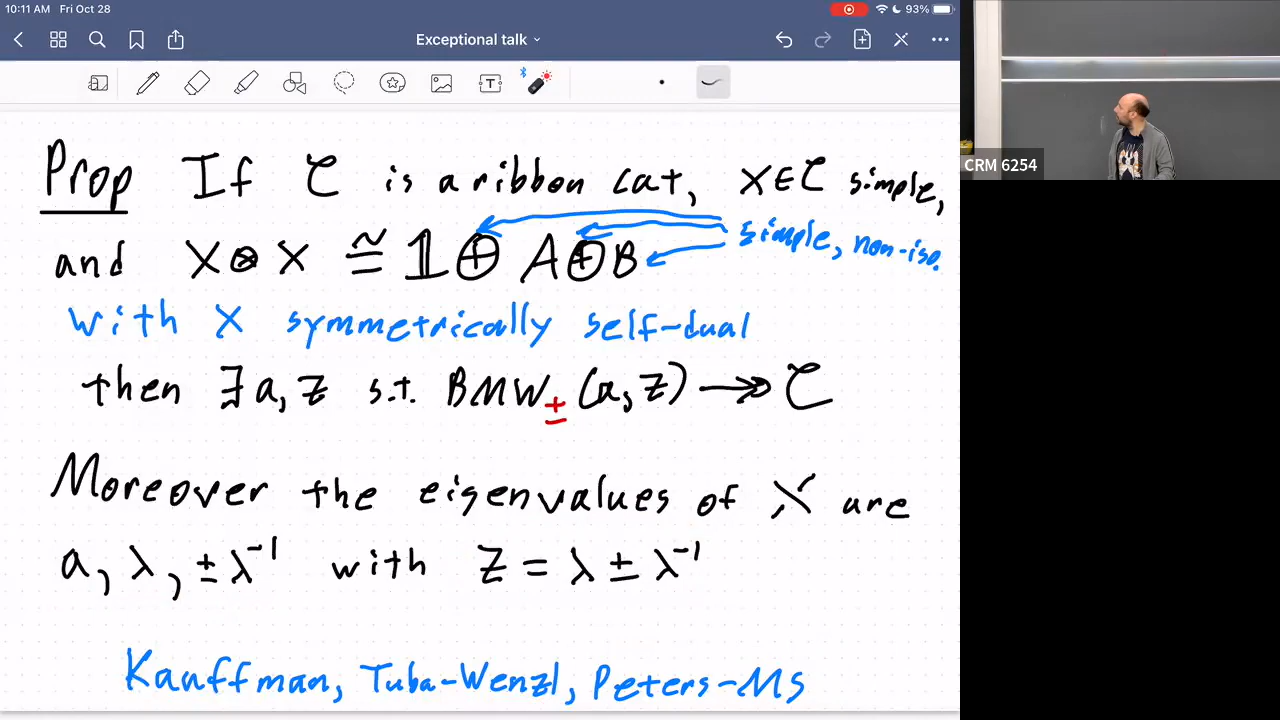 10:11 AM Fri Oct 28
93%
Exceptional talk
Prop If C is a ribbon cat, X∈C simple,
and X⊗X ≅ 𝟙⊕A⊕B simple, non-iso.
with X symmetrically self-dual
then ∃ a, z s.t. BMW± (a, z) ↠ C
Moreover the eigenvalues of X are
a, λ, ±λ⁻¹ with z = λ ± λ⁻¹
Kauffman, Tuba-Wenzl, Peters-MS
CRM 6254